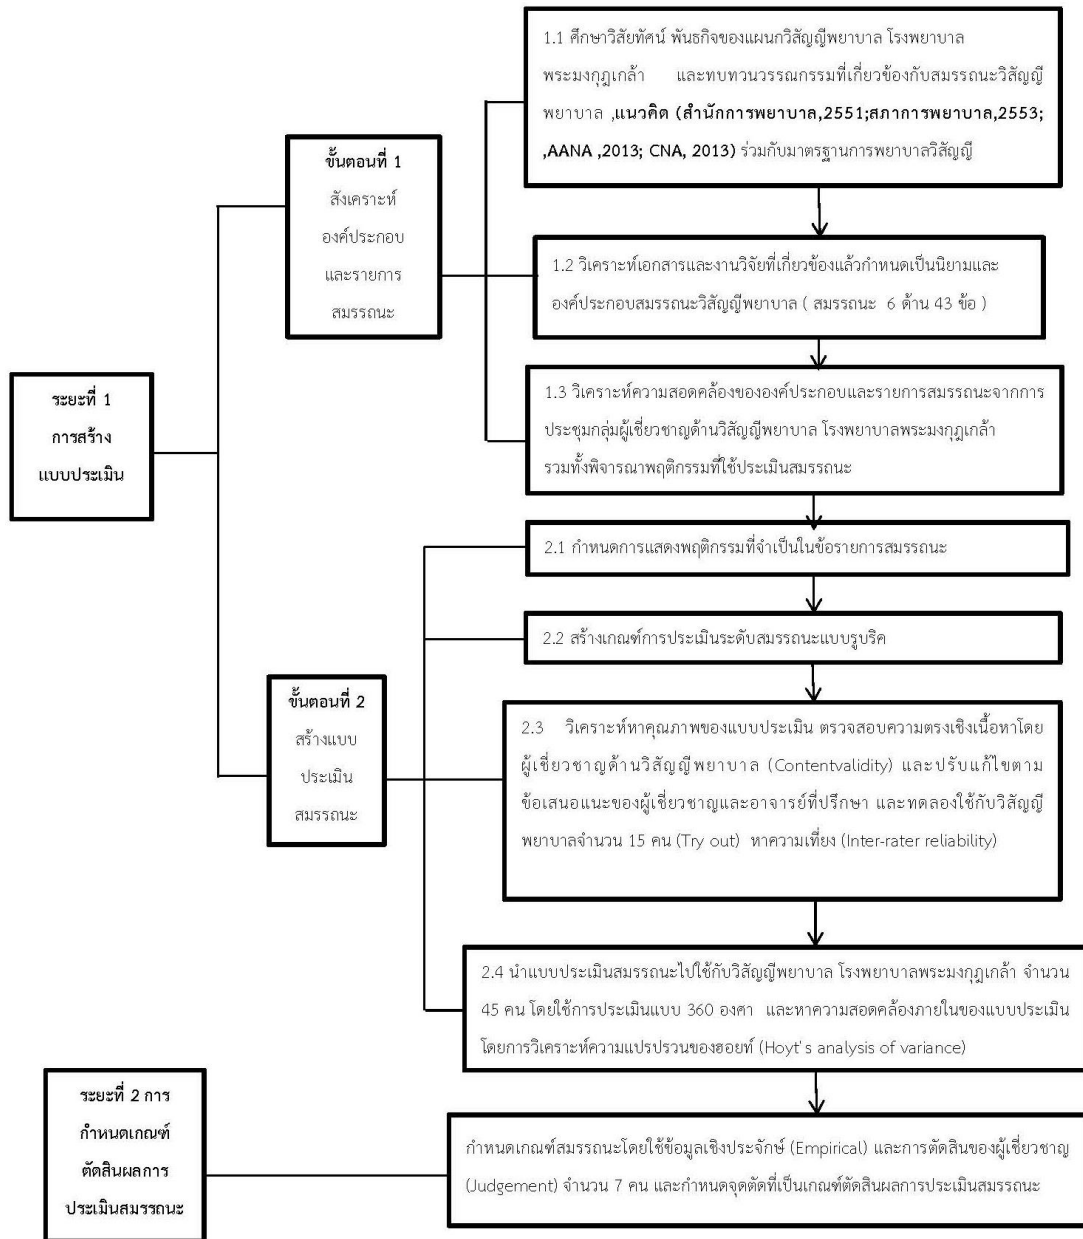 1.1 ศึกษาวิสัยทัศน์ พันธกิจของแผนกวิสัญญีพยาบาล โรงพยาบาล
พระมงกุฎเกล้า และทบทวนวรรณกรรมที่เกี่ยวข้องกับสมรรถนะวิสัญญี
พยาบาล ,แนวคิด (สำนักการพยาบาล,2551;สภาการพยาบาล,2553;
,AANA ,2013; CNA, 2013) ร่วมกับมาตรฐานการพยาบาลวิสัญญี
ขั้นตอนที่ 1
สังเคราะห์
องค์ประกอบ
และรายการ
สมรรถนะ
1.2 วิเคราะห์เอกสารและงานวิจัยที่เกี่ยวข้องแล้วกำหนดเป็นนิยามและ
องค์ประกอบสมรรถนะวิสัญญีพยาบาล ( สมรรถนะ 6 ด้าน 43 ข้อ )
1.3 วิเคราะห์ความสอดคล้องขององค์ประกอบและรายการสมรรถนะจากการ
ประชุมกลุ่มผู้เชี่ยวชาญด้านวิสัญญีพยาบาล โรงพยาบาลพระมงกุฎเกล้า
รวมทั้งพิจารณาพฤติกรรมที่ใช้ประเมินสมรรถนะ
ระยะที่ 1
การสร้าง
แบบประเมิน
2.1 กำหนดการแสดงพฤติกรรมที่จำเป็นในข้อรายการสมรรถนะ
2.2 สร้างเกณฑ์การประเมินระดับสมรรถนะแบบรูบริค
ขั้นตอนที่ 2
สร้างแบบ
ประเมิน
สมรรถนะ
2.3 วิเคราะห์หาคุณภาพของแบบประเมิน ตรวจสอบความตรงเชิงเนื้อหาโดย
ผู้เชี่ยวชาญด้านวิสัญญีพยาบาล (Contentvalidity) และปรับแก้ไขตาม
ข้อเสนอแนะของผู้เชี่ยวชาญและอาจารย์ที่ปรึกษา และทดลองใช้กับวิสัญญี
พยาบาลจำนวน 15 คน (Try out) หาความเที่ยง (Inter-rater reliability)
2.4 นำแบบประเมินสมรรถนะไปใช้กับวิสัญญีพยาบาล โรงพยาบาลพระมงกุฎเกล้า จำนวน
45 คน โดยใช้การประเมินแบบ 360 องศา และหาความสอดคล้องภายในของแบบประเมิน
โดยการวิเคราะห์ความแปรปรวนของฮอยท์ (Hoyt's analysis of variance)
ระยะที่ 2 การ
กำหนดเกณฑ์
ตัดสินผลการ
ประเมินสมรรถนะ
กำหนดเกณฑ์สมรรถนะโดยใช้ข้อมูลเชิงประจักษ์ (Empirical) และการตัดสินของผู้เชี่ยวชาญ
(Judgement) จำนวน 7 คน และกำหนดจุดตัดที่เป็นเกณฑ์ตัดสินผลการประเมินสมรรถนะ